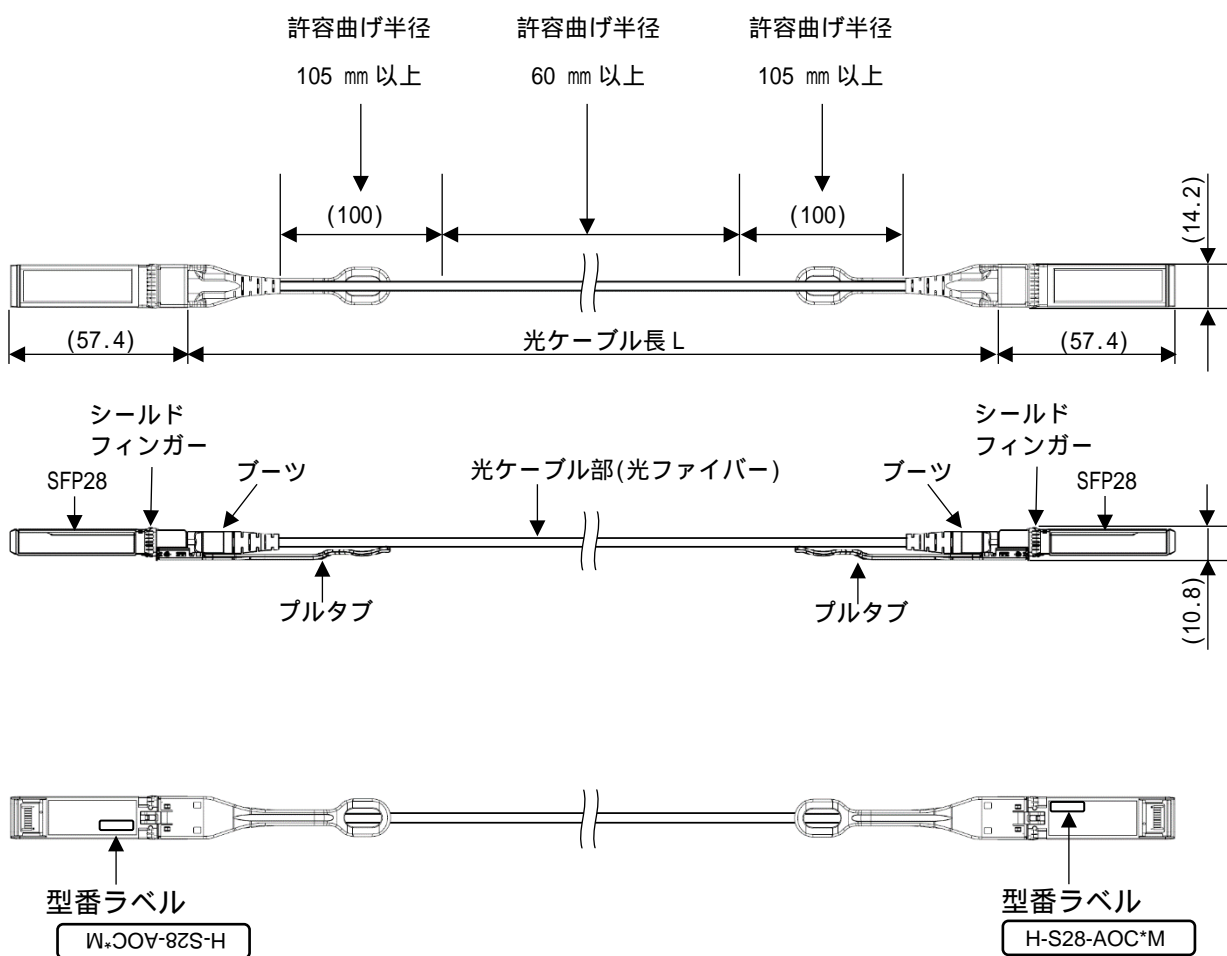 許容曲げ半径 許容曲げ半径 許容曲げ半径
105 ㎜ 以上 60 ㎜ 以上 105 ㎜ 以上
(100) (100)
(14.2)
(57.4) 光ケーブル長 L (57.4)
シールド シールド
フィンガー フィンガー
SFP28 ブーツ 光ケーブル部(光ファイバー) ブーツ SFP28
プルタブ プルタブ
(10.8)
型番ラベル 型番ラベル
H-S28-AOC*M H-S28-AOC*M